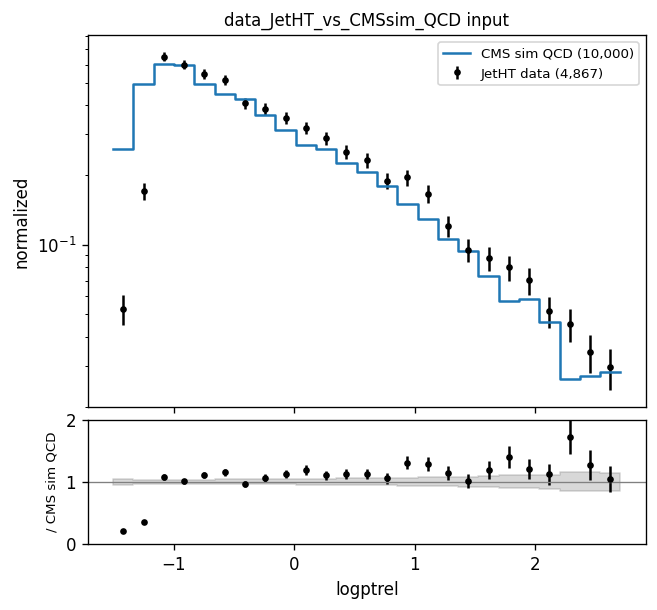 data_JetHT_vs_CMSsim_QCD input
CMS sim QCD (10,000)
JetHT data (4,867)
normalized
10⁻¹
/ CMS sim QCD
2
1
0
−1
0
1
2
logptrel